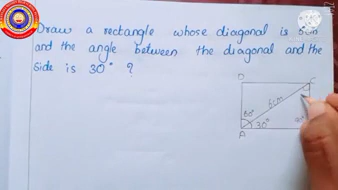 Draw a rectangle whose diagonal is
and the angle between the diagonal and the
side is 30° ?
D
C
6cm
60°
30°
A